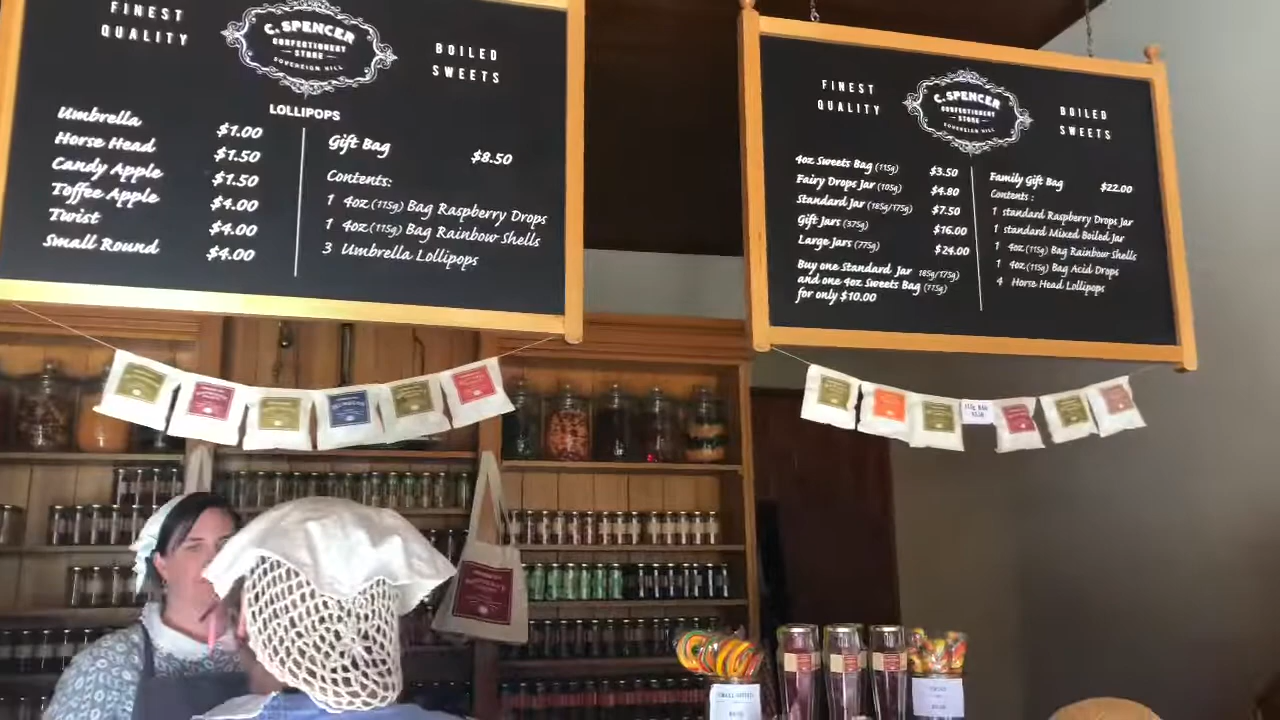 FINEST
QUALITY
C. SPENCER
CONFECTIONERY
STORE
SOVEREIGN HILL
BOILED
SWEETS
LOLLIPOPS
Umbrella $1.00
Horse Head $1.50
Candy Apple $1.50
Toffee Apple $4.00
Twist $4.00
Small Round $4.00
Gift Bag $8.50
Contents:
1 4oz (115g) Bag Raspberry Drops
1 4oz (115g) Bag Rainbow Shells
3 Umbrella Lollipops
FINEST
QUALITY
C. SPENCER
CONFECTIONERY
STORE
SOVEREIGN HILL
BOILED
SWEETS
4oz Sweets Bag (115g) $3.50
Fairy Drops Jar (105g) $4.80
Standard Jar (185g/175g) $7.50
Gift Jars (375g) $16.00
Large Jars (775g) $24.00
Buy one Standard Jar 185g/175g)
and one 4oz Sweets Bag (115g)
for only $10.00
Family Gift Bag $22.00
Contents :
1 standard Raspberry Drops Jar
1 standard Mixed Boiled Jar
1 4oz (115g) Bag Rainbow Shells
1 4oz (115g) Bag Acid Drops
4 Horse Head Lollipops